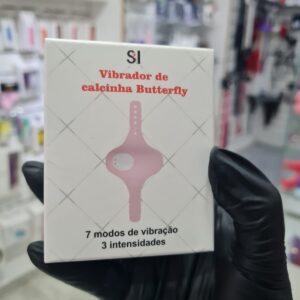 SI
Vibrador de
calcinha Butterfly
7 modos de vibração
3 intensidades